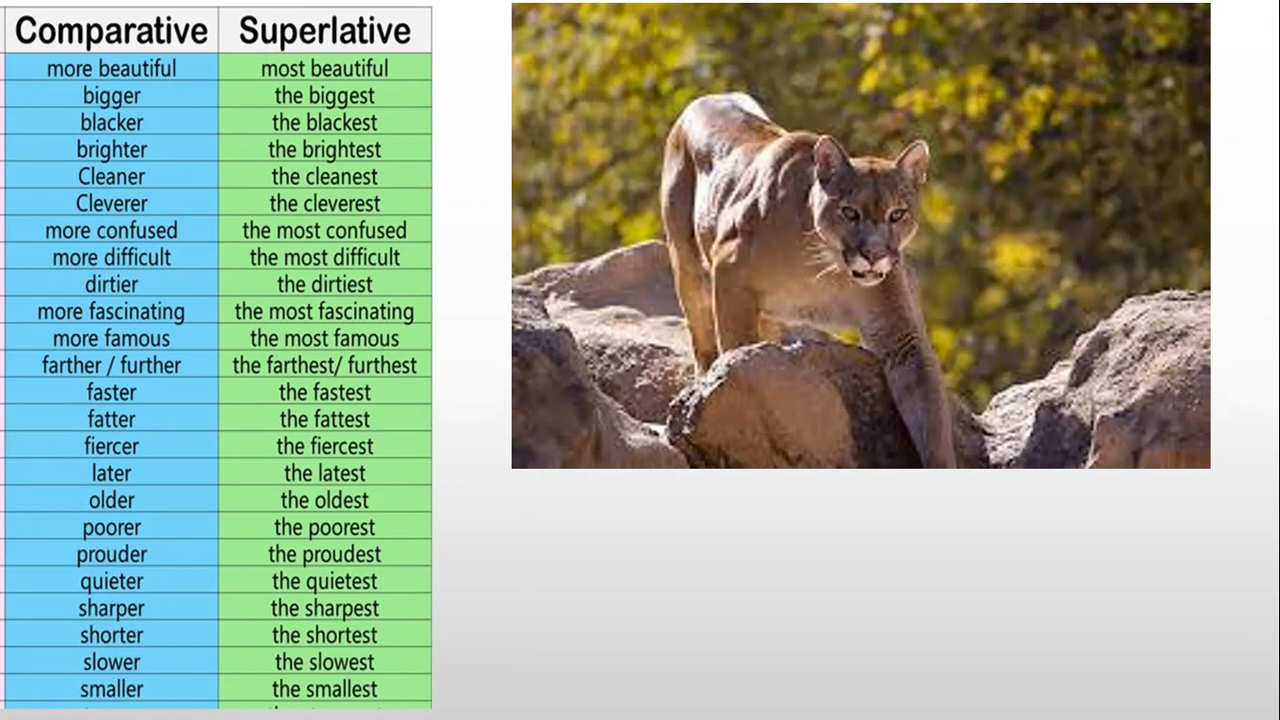 Comparative Superlative
more beautiful most beautiful
bigger the biggest
blacker the blackest
brighter the brightest
Cleaner the cleanest
Cleverer the cleverest
more confused the most confused
more difficult the most difficult
dirtier the dirtiest
more fascinating the most fascinating
more famous the most famous
farther / further the farthest/ furthest
faster the fastest
fatter the fattest
fiercer the fiercest
later the latest
older the oldest
poorer the poorest
prouder the proudest
quieter the quietest
sharper the sharpest
shorter the shortest
slower the slowest
smaller the smallest